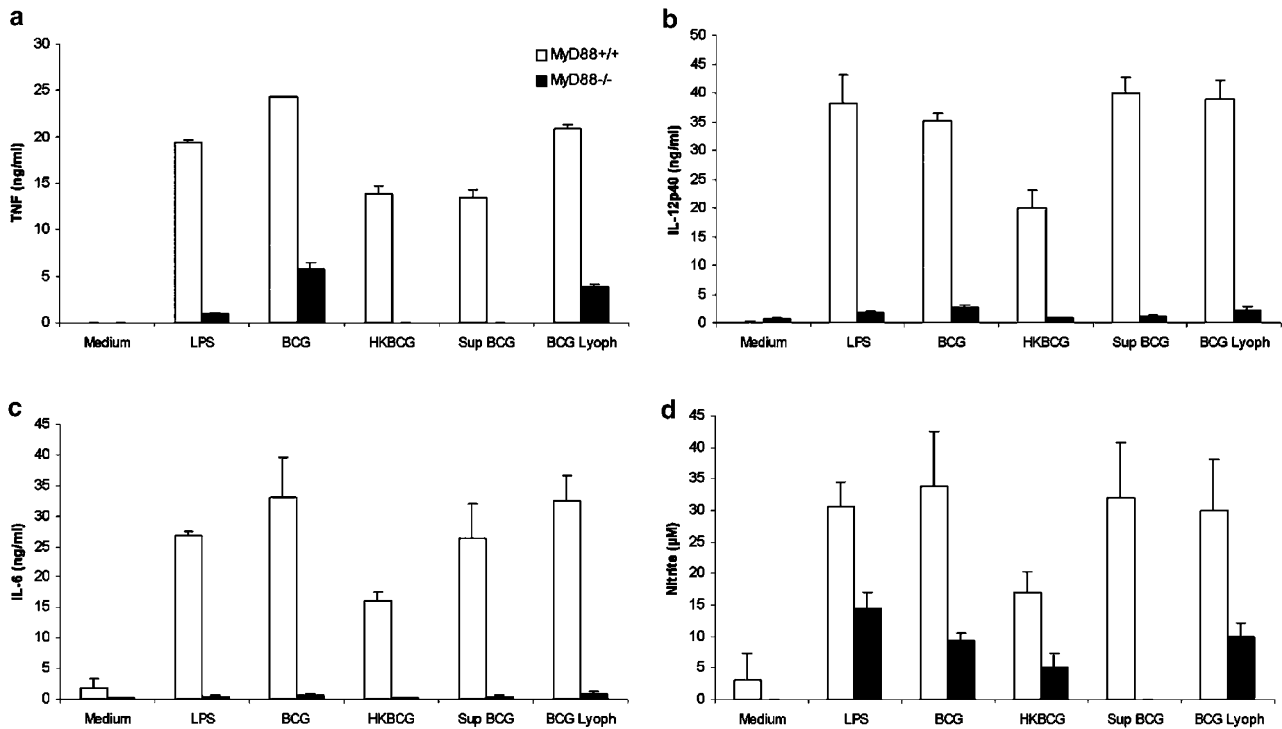 a
30
25
20
15
10
5
0
TNF (ng/ml)
MyD88+/+
MyD88-/-
Medium LPS BCG HKBCG Sup BCG BCG Lyoph
b
50
45
40
35
30
25
20
15
10
5
0
IL-12p40 (ng/ml)
Medium LPS BCG HKBCG Sup BCG BCG Lyoph
c
45
40
35
30
25
20
15
10
5
0
IL-6 (ng/ml)
Medium LPS BCG HKBCG Sup BCG BCG Lyoph
d
45
40
35
30
25
20
15
10
5
0
Nitrite (µM)
Medium LPS BCG HKBCG Sup BCG BCG Lyoph